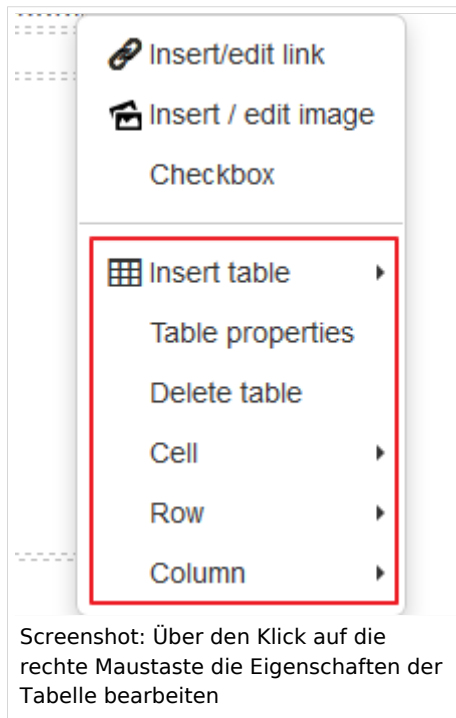 Insert/edit link
Insert / edit image
Checkbox
Insert table
Table properties
Delete table
Cell
Row
Column
Screenshot: Über den Klick auf die
rechte Maustaste die Eigenschaften der
Tabelle bearbeiten